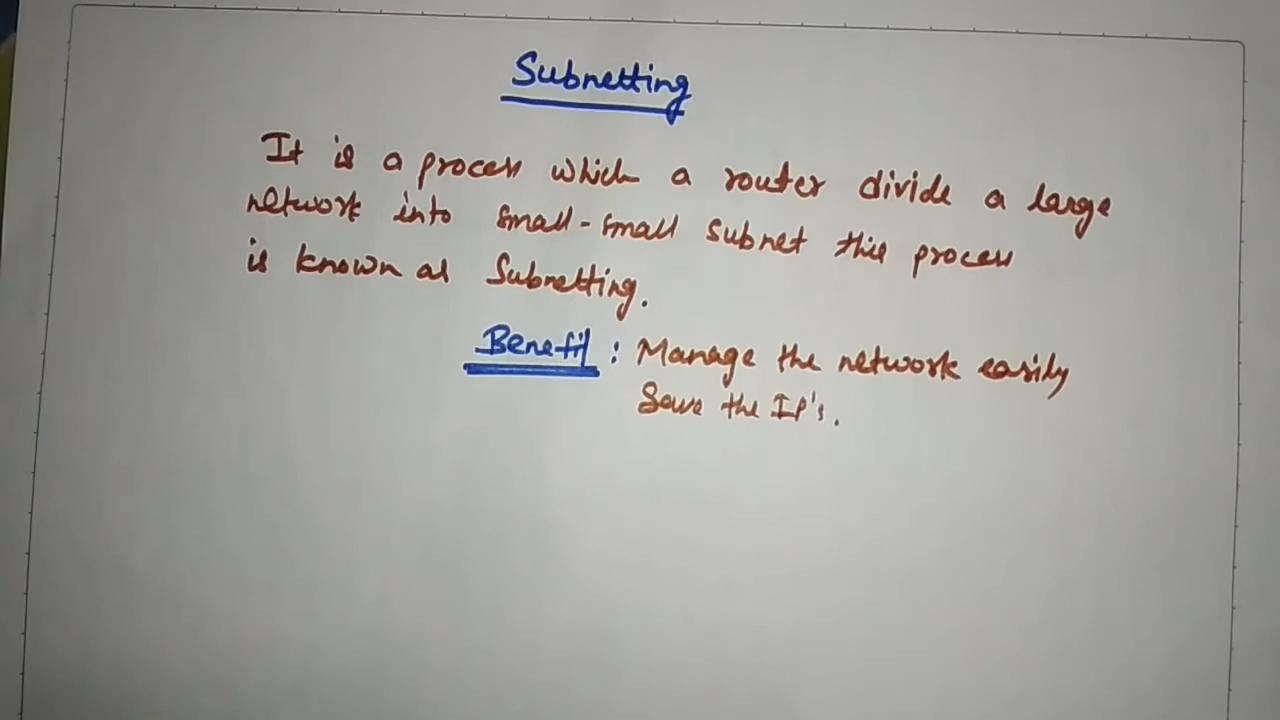 Subnetting
It is a process which a router divide a large
network into small-small subnet this process
is known as Subnetting.
Benefit : Manage the network easily
Save the IP's.